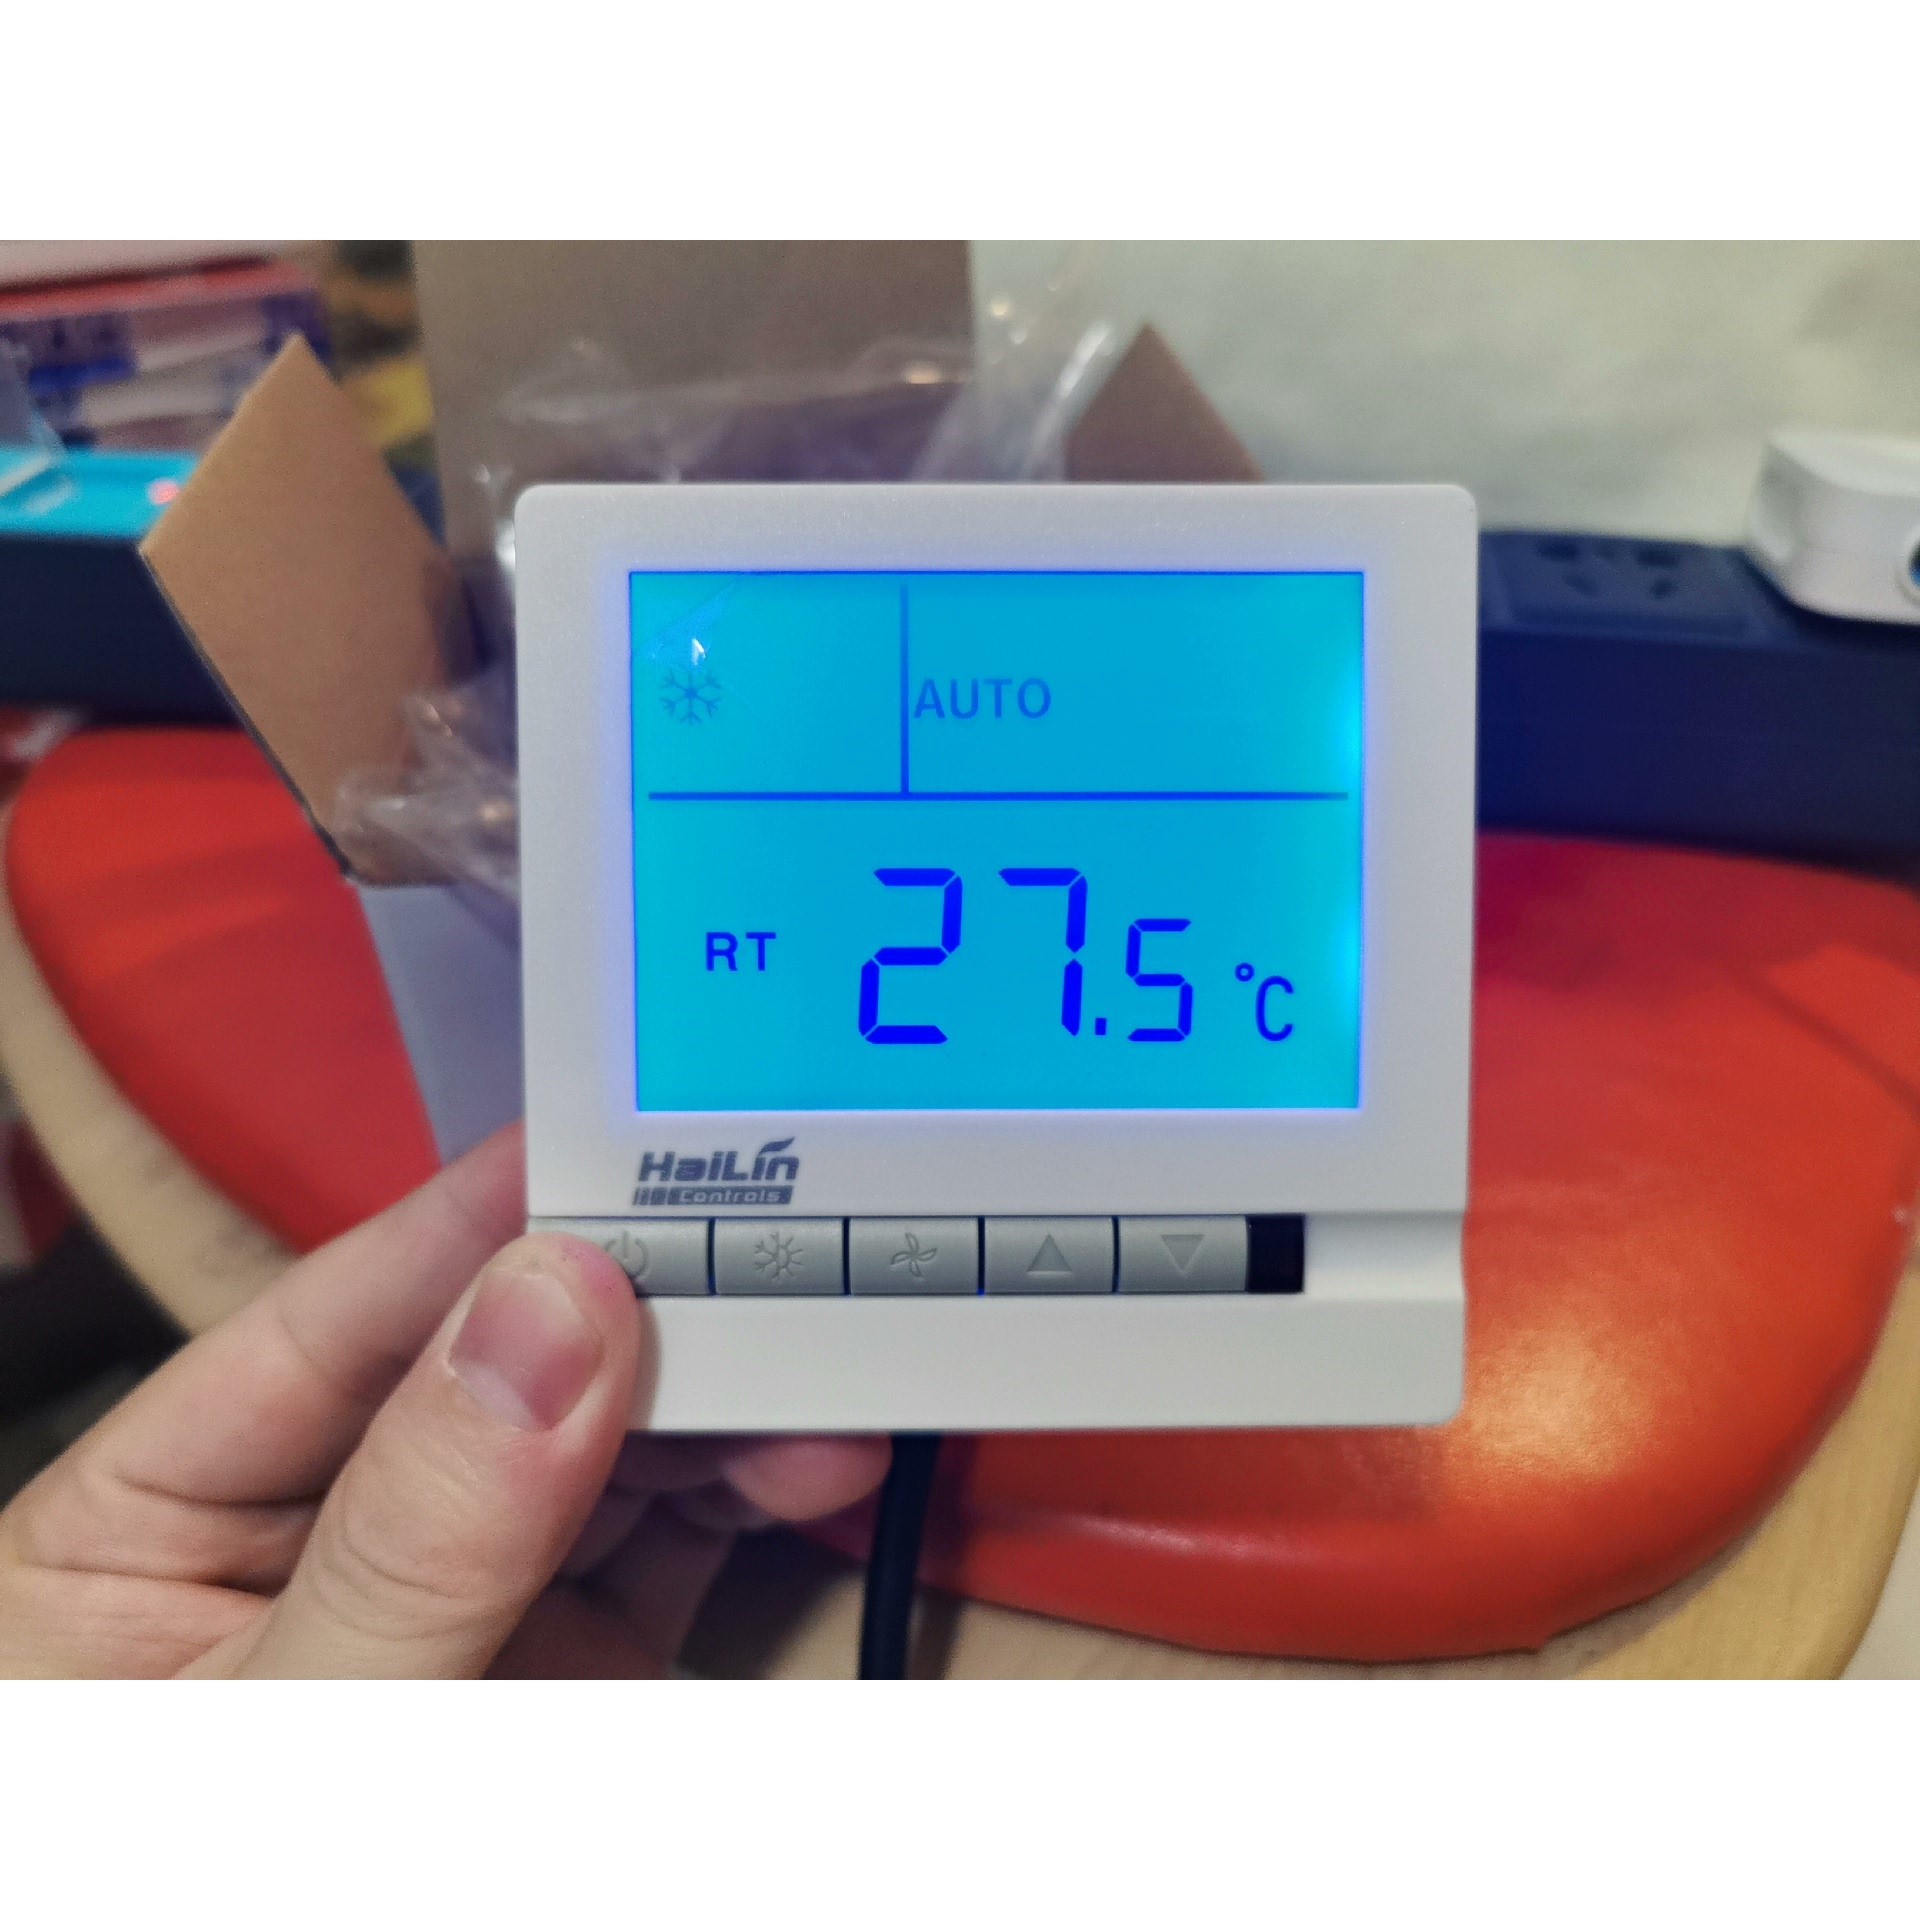 AUTO
RT 27.5 °C
HaiLin
Controls